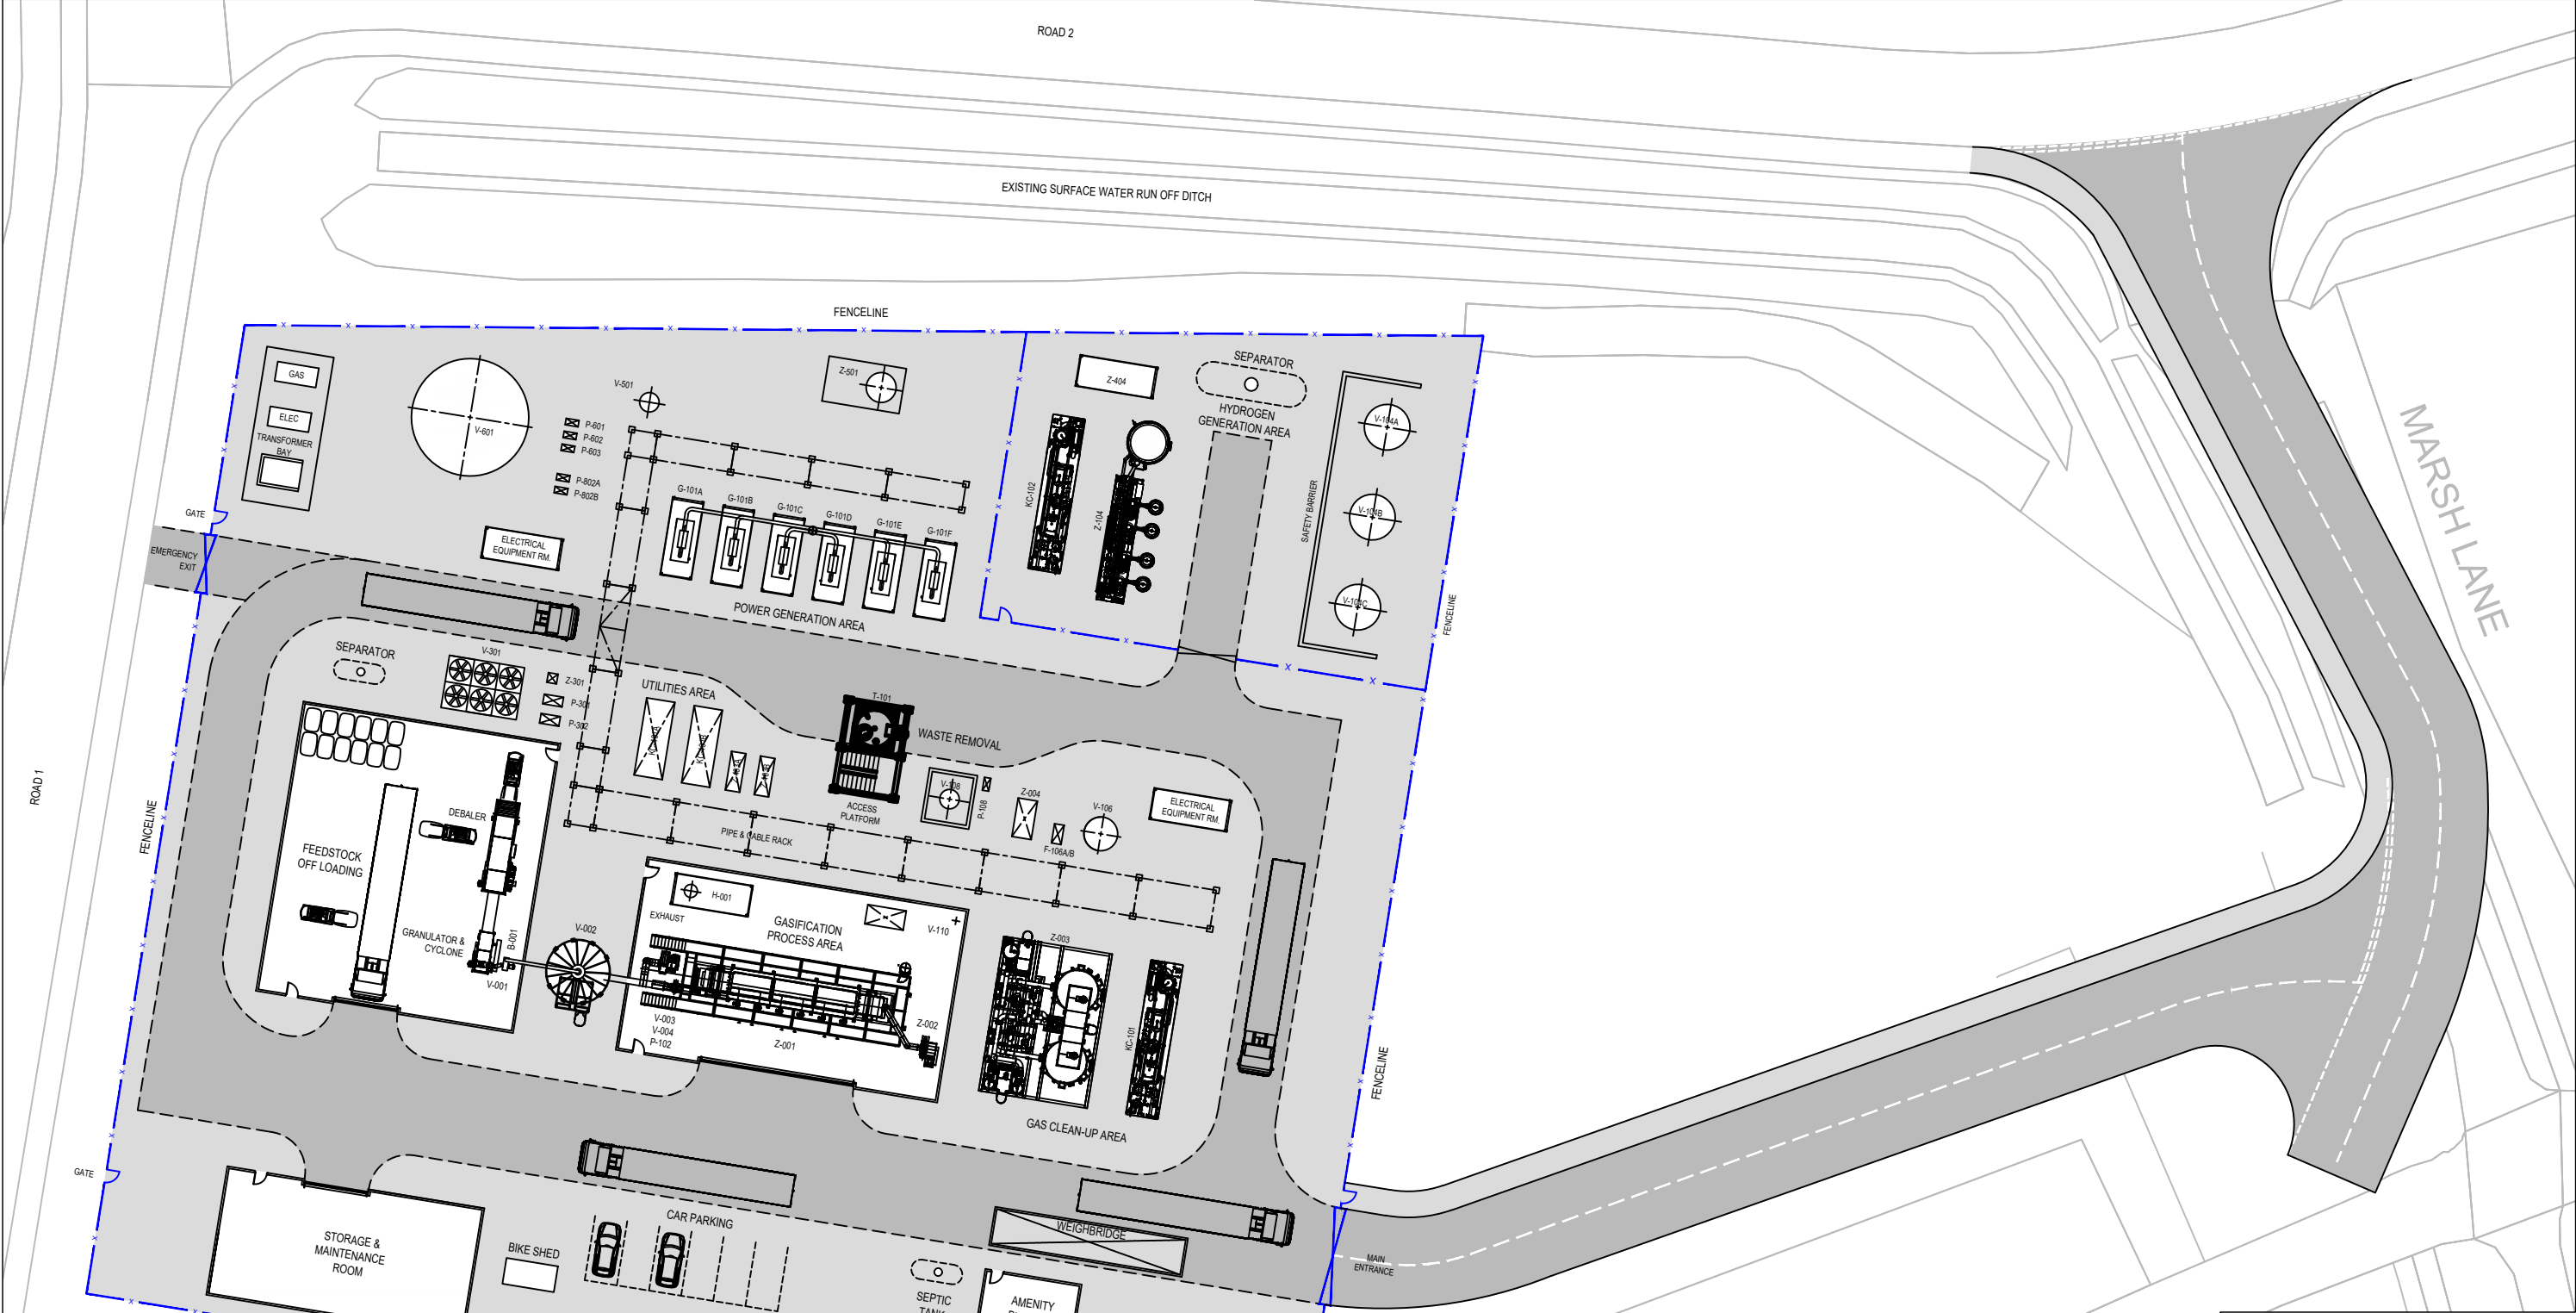 ROAD 2
EXISTING SURFACE WATER RUN OFF DITCH
FENCELINE
GAS
ELEC
TRANSFORMER
BAY
V-601
P-601
P-602
P-603
P-802A
P-802B
V-501
Z-501
Z-404
SEPARATOR
HYDROGEN
GENERATION AREA
V-104A
V-104B
V-104C
SAFETY BARRIER
KC-102
Z-104
G-101A
G-101B
G-101C
G-101D
G-101E
G-101F
MARSH LANE
GATE
EMERGENCY
EXIT
ELECTRICAL
EQUIPMENT RM.
POWER GENERATION AREA
FENCELINE
SEPARATOR
V-301
Z-301
P-301
P-302
UTILITIES AREA
T-101
WASTE REMOVAL
ACCESS
PLATFORM
V-108
P-108
Z-004
F-106A/B
V-106
ELECTRICAL
EQUIPMENT RM.
ROAD 1
FENCELINE
DEBALER
FEEDSTOCK
OFF LOADING
PIPE & CABLE RACK
GRANULATOR &
CYCLONE
B-001
V-001
V-002
H-001
EXHAUST
GASIFICATION
PROCESS AREA
V-110
V-003
V-004
P-102
Z-001
Z-002
Z-003
KC-101
GAS CLEAN-UP AREA
FENCELINE
GATE
STORAGE &
MAINTENANCE
ROOM
BIKE SHED
CAR PARKING
WEIGHBRIDGE
MAIN
ENTRANCE
SEPTIC
AMENITY